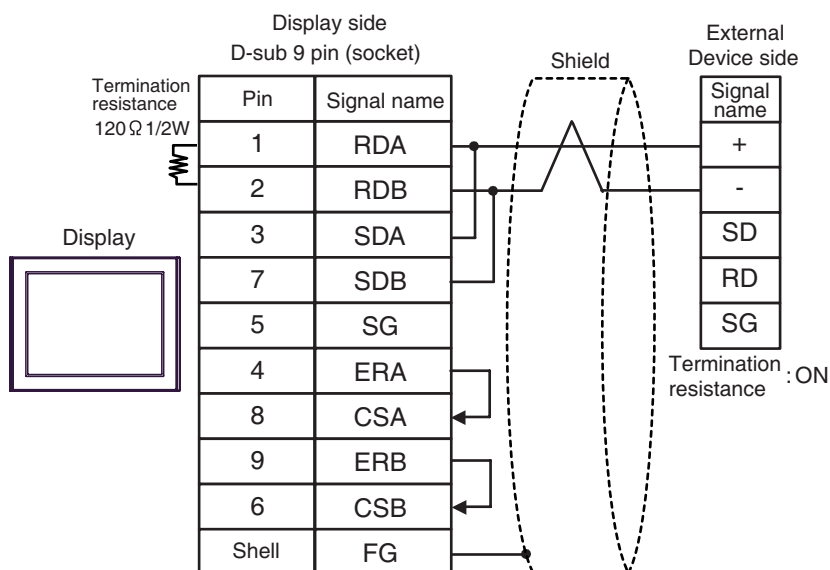 Display side
D-sub 9 pin (socket)
Shield
External
Device side
Termination
resistance
120Ω1/2W
Pin Signal name
1 RDA
2 RDB
3 SDA
7 SDB
5 SG
4 ERA
8 CSA
9 ERB
6 CSB
Shell FG
Display
Signal
name
+
-
SD
RD
SG
Termination
resistance : ON